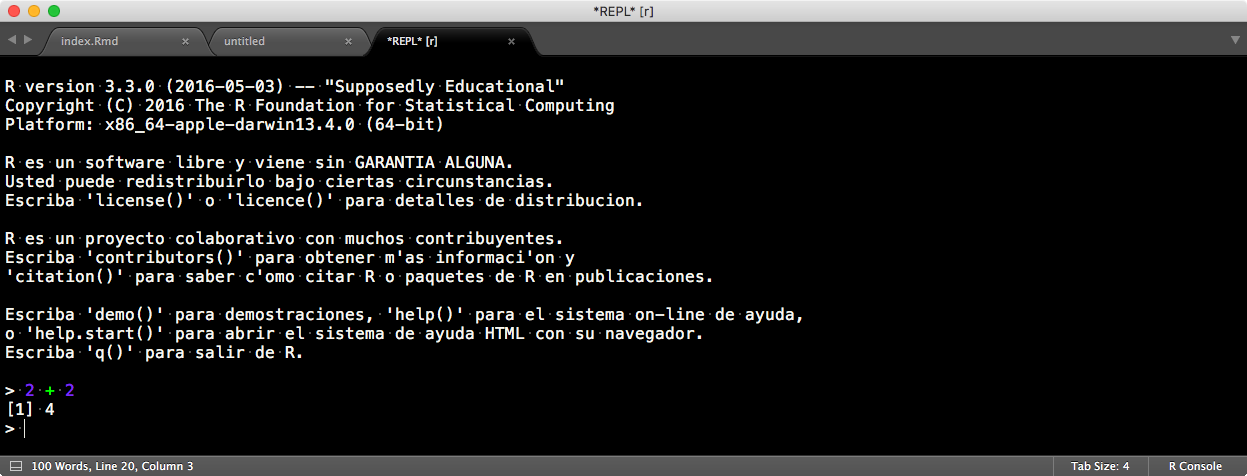 *REPL* [r]
index.Rmd
untitled
*REPL* [r]
R version 3.3.0 (2016-05-03) -- "Supposedly Educational"
Copyright (C) 2016 The R Foundation for Statistical Computing
Platform: x86_64-apple-darwin13.4.0 (64-bit)
R es un software libre y viene sin GARANTIA ALGUNA.
Usted puede redistribuirlo bajo ciertas circunstancias.
Escriba 'license()' o 'licence()' para detalles de distribucion.
R es un proyecto colaborativo con muchos contribuyentes.
Escriba 'contributors()' para obtener m'as informaci'on y
'citation()' para saber c'omo citar R o paquetes de R en publicaciones.
Escriba 'demo()' para demostraciones, 'help()' para el sistema on-line de ayuda,
o 'help.start()' para abrir el sistema de ayuda HTML con su navegador.
Escriba 'q()' para salir de R.
> 2 + 2
[1] 4
>
100 Words, Line 20, Column 3
Tab Size: 4
R Console